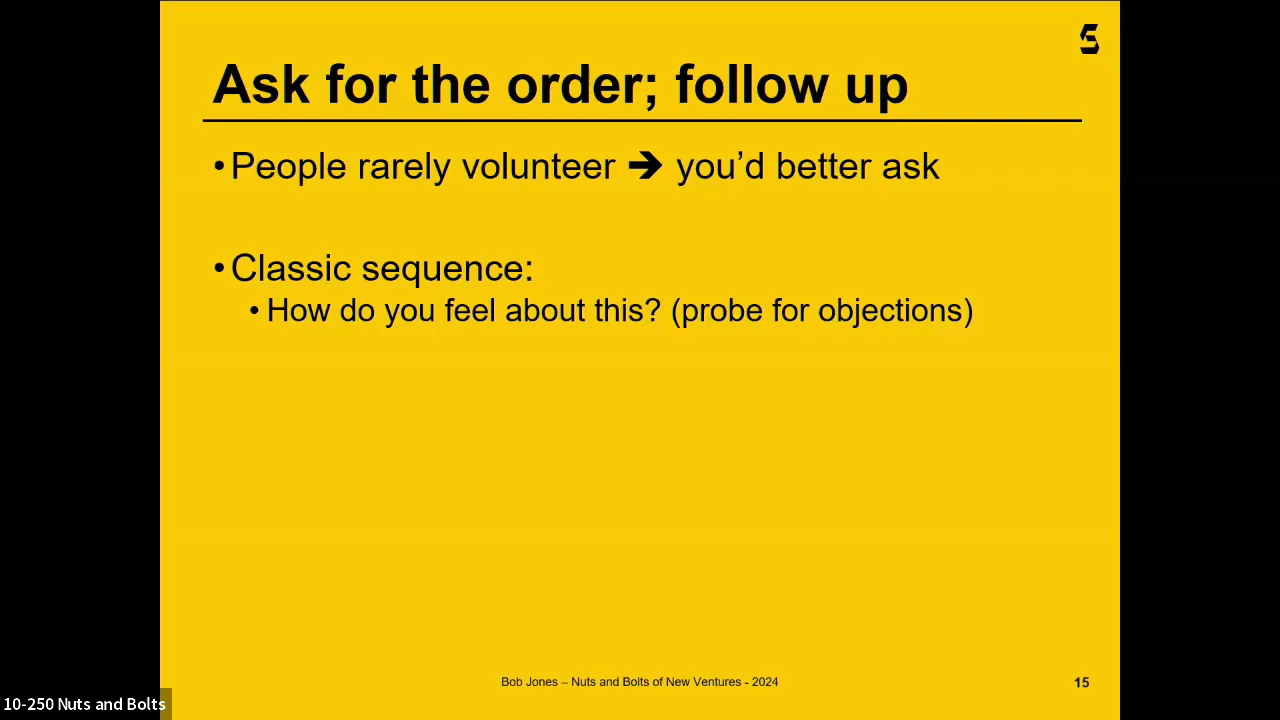 Ask for the order; follow up
•People rarely volunteer ➔ you’d better ask
•Classic sequence:
•How do you feel about this? (probe for objections)
Bob Jones – Nuts and Bolts of New Ventures - 2024
15
10-250 Nuts and Bolts